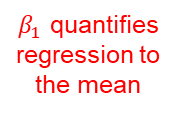 β₁ quantifies
regression to
the mean